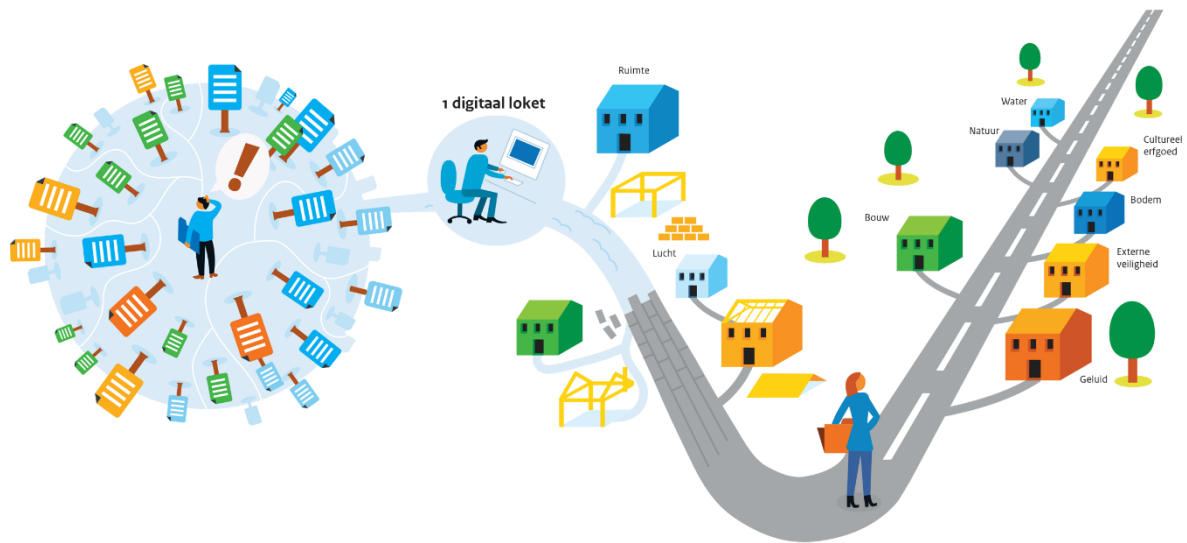 1 digitaal loket
Ruimte
Lucht
Bouw
Water
Natuur
Cultureel
erfgoed
Bodem
Externe
veiligheid
Geluid